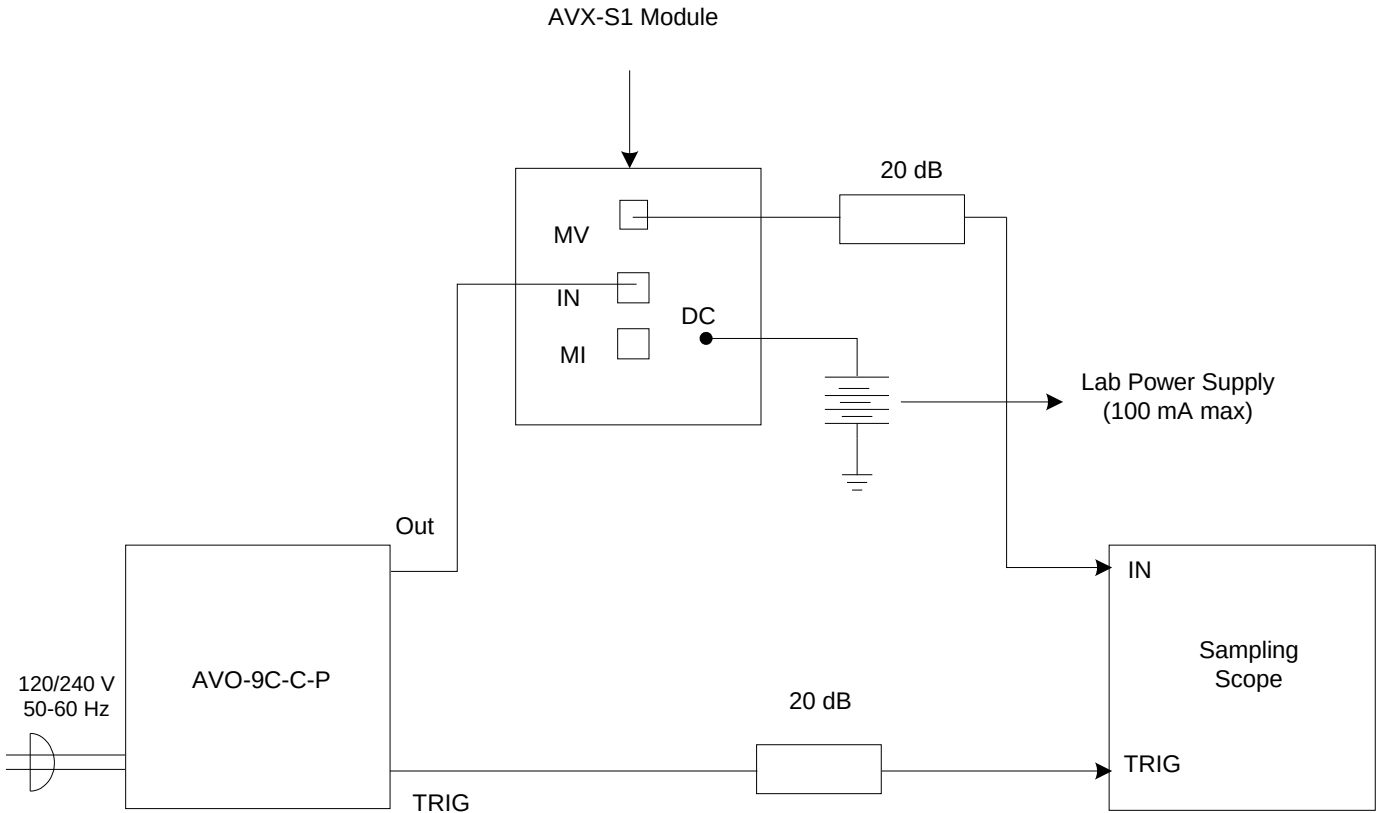 AVX-S1 Module
20 dB
MV
IN
DC
MI
Lab Power Supply
(100 mA max)
Out
IN
Sampling
Scope
AVO-9C-C-P
120/240 V
50-60 Hz
20 dB
TRIG
TRIG